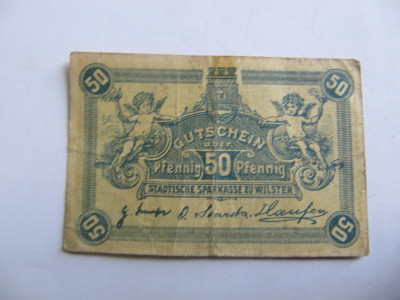 50 50
GUTSCHEIN
über
Pfennig 50 Pfennig
STÄDTISCHE SPARKASSE ZU WILSTER
50 50